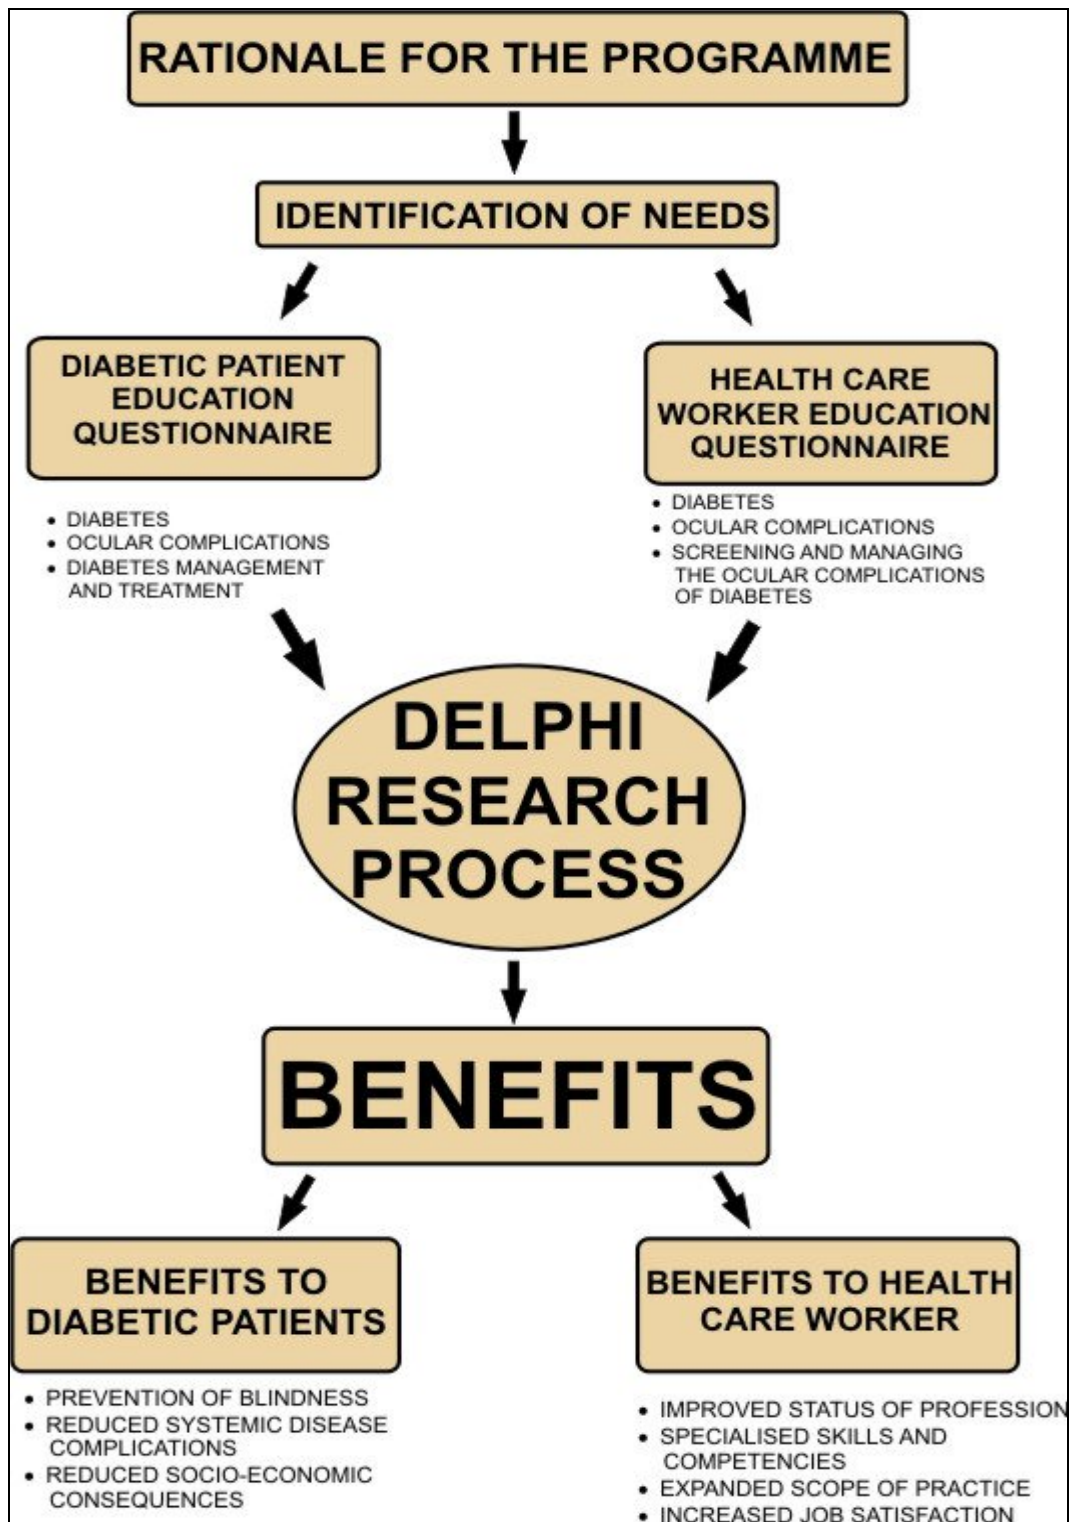 RATIONALE FOR THE PROGRAMME
IDENTIFICATION OF NEEDS
DIABETIC PATIENT
EDUCATION
QUESTIONNAIRE
• DIABETES
• OCULAR COMPLICATIONS
• DIABETES MANAGEMENT
AND TREATMENT
HEALTH CARE
WORKER EDUCATION
QUESTIONNAIRE
• DIABETES
• OCULAR COMPLICATIONS
• SCREENING AND MANAGING
THE OCULAR COMPLICATIONS
OF DIABETES
DELPHI
RESEARCH
PROCESS
BENEFITS
BENEFITS TO
DIABETIC PATIENTS
• PREVENTION OF BLINDNESS
• REDUCED SYSTEMIC DISEASE
COMPLICATIONS
• REDUCED SOCIO-ECONOMIC
CONSEQUENCES
BENEFITS TO HEALTH
CARE WORKER
• IMPROVED STATUS OF PROFESSION
• SPECIALISED SKILLS AND
COMPETENCIES
• EXPANDED SCOPE OF PRACTICE
• INCREASED JOB SATISFACTION